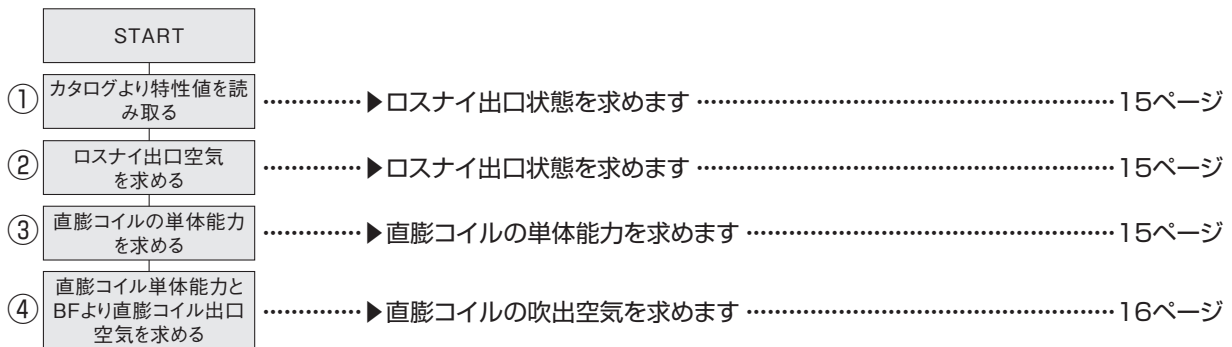 START
① カタログより特性値を読み取る ▶ロスナイ出口状態を求めます 15ページ
② ロスナイ出口空気を求める ▶ロスナイ出口状態を求めます 15ページ
③ 直膨コイルの単体能力を求める ▶直膨コイルの単体能力を求めます 15ページ
④ 直膨コイル単体能力とBFより直膨コイル出口空気を求める ▶直膨コイルの吹出空気を求めます 16ページ